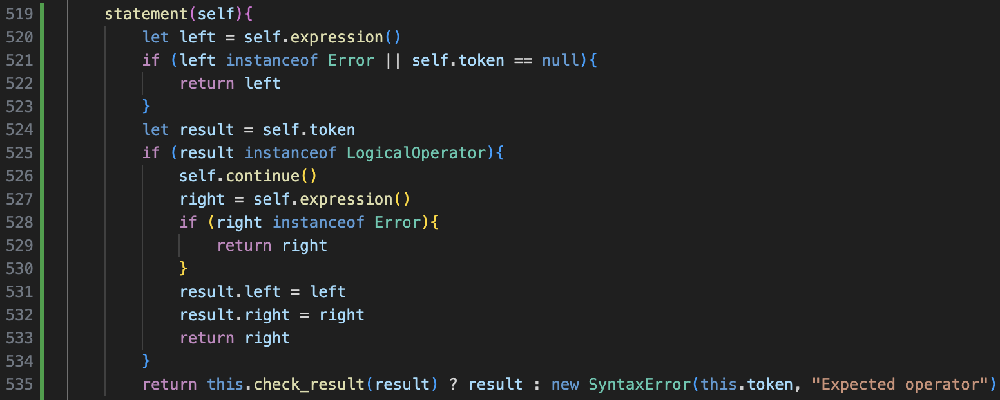 519 statement(self){
520 let left = self.expression()
521 if (left instanceof Error || self.token == null){
522 return left
523 }
524 let result = self.token
525 if (result instanceof LogicalOperator){
526 self.continue()
527 right = self.expression()
528 if (right instanceof Error){
529 return right
530 }
531 result.left = left
532 result.right = right
533 return right
534 }
535 return this.check_result(result) ? result : new SyntaxError(this.token, "Expected operator")